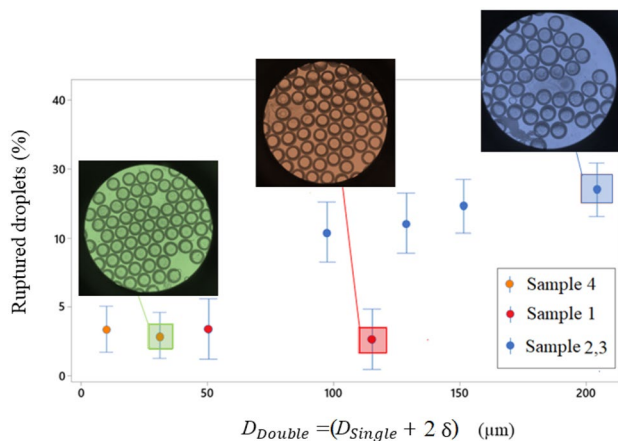 Ruptured droplets (%)
40
30
10
5
0
0
50
100
150
200
Sample 4
Sample 1
Sample 2,3
D_Double =(D_Single + 2 δ) (μm)